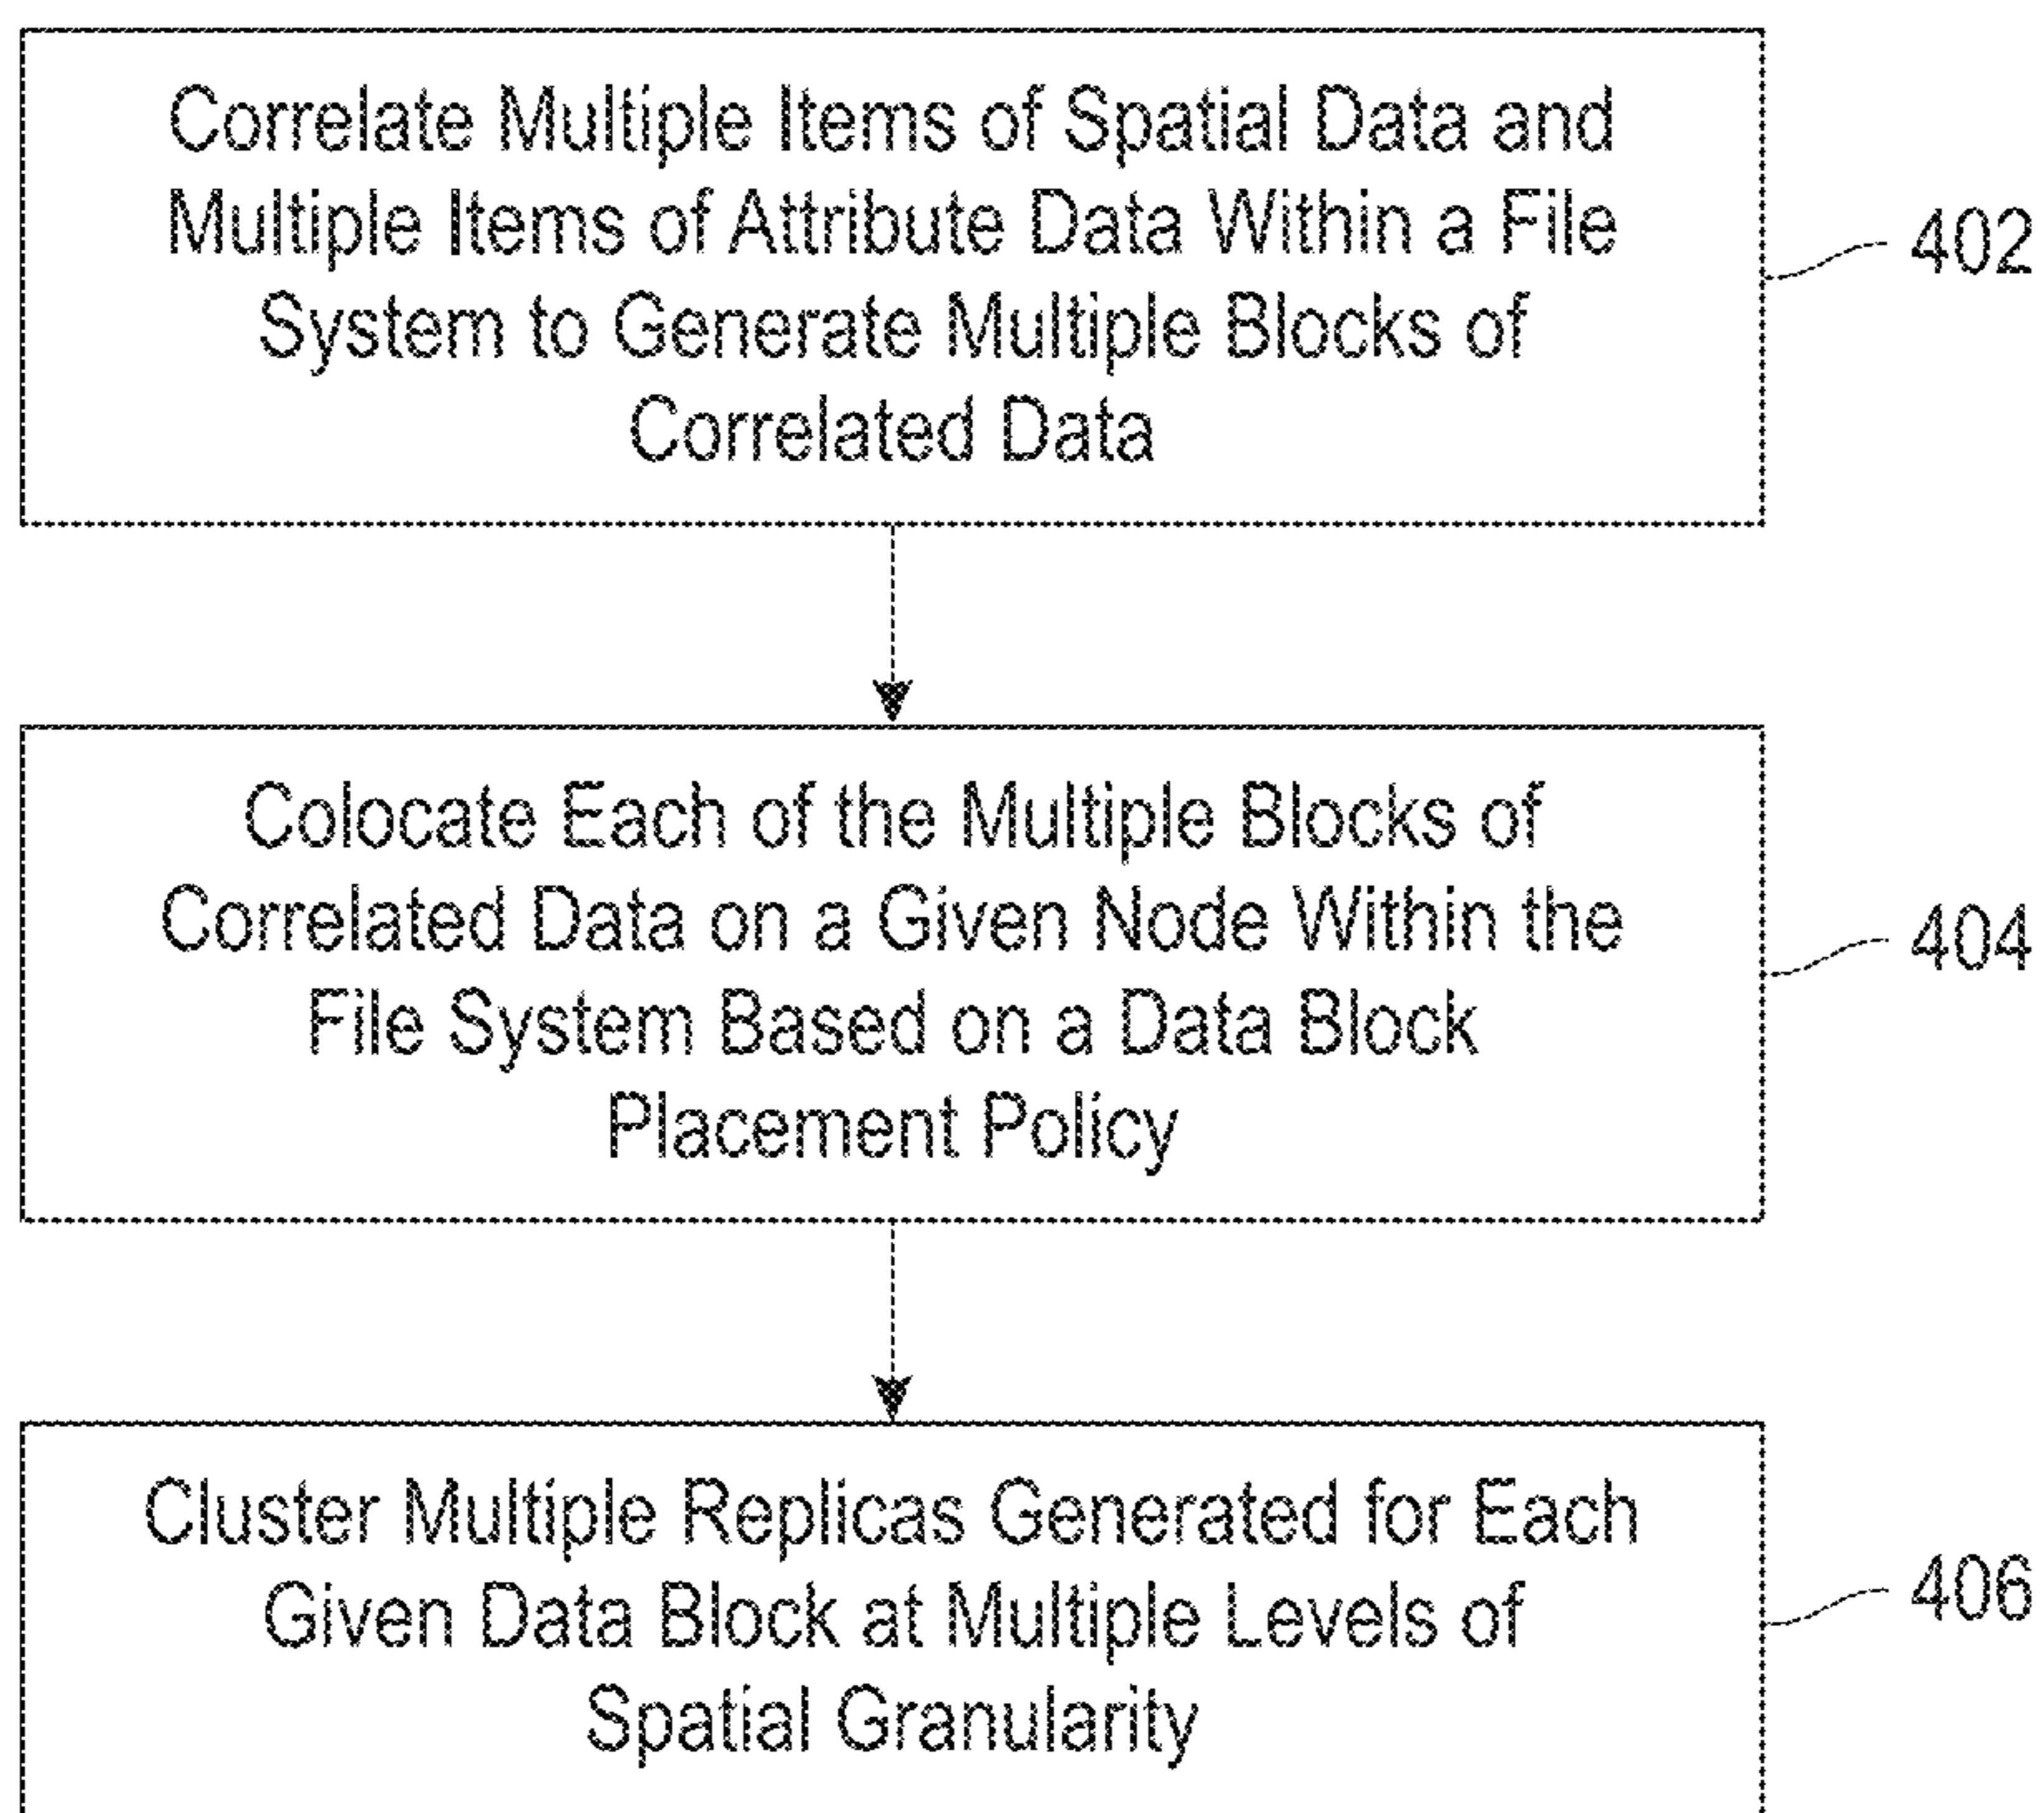 Correlate Multiple Items of Spatial Data and
Multiple Items of Attribute Data Within a File
System to Generate Multiple Blocks of
Correlated Data
402
Colocate Each of the Multiple Blocks of
Correlated Data on a Given Node Within the
File System Based on a Data Block
Placement Policy
404
Cluster Multiple Replicas Generated for Each
Given Data Block at Multiple Levels of
Spatial Granularity
406